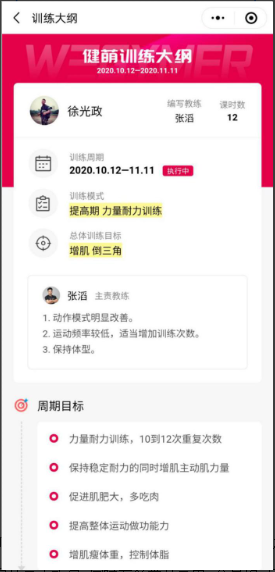 训练大纲
WESYMER
健萌训练大纲
2020.10.12—2020.11.11
徐光政
编写教练
张滔
课时数
12
训练周期
2020.10.12—11.11 执行中
训练模式
提高期 力量耐力训练
总体训练目标
增肌 倒三角
张滔 主责教练
1. 动作模式明显改善。
2. 运动频率较低，适当增加训练次数。
3. 保持体型。
周期目标
力量耐力训练，10到12次重复次数
保持稳定耐力的同时增肌主动肌力量
促进肌肥大，多吃肉
提高整体运动做功能力
增肌瘦体重，控制体脂